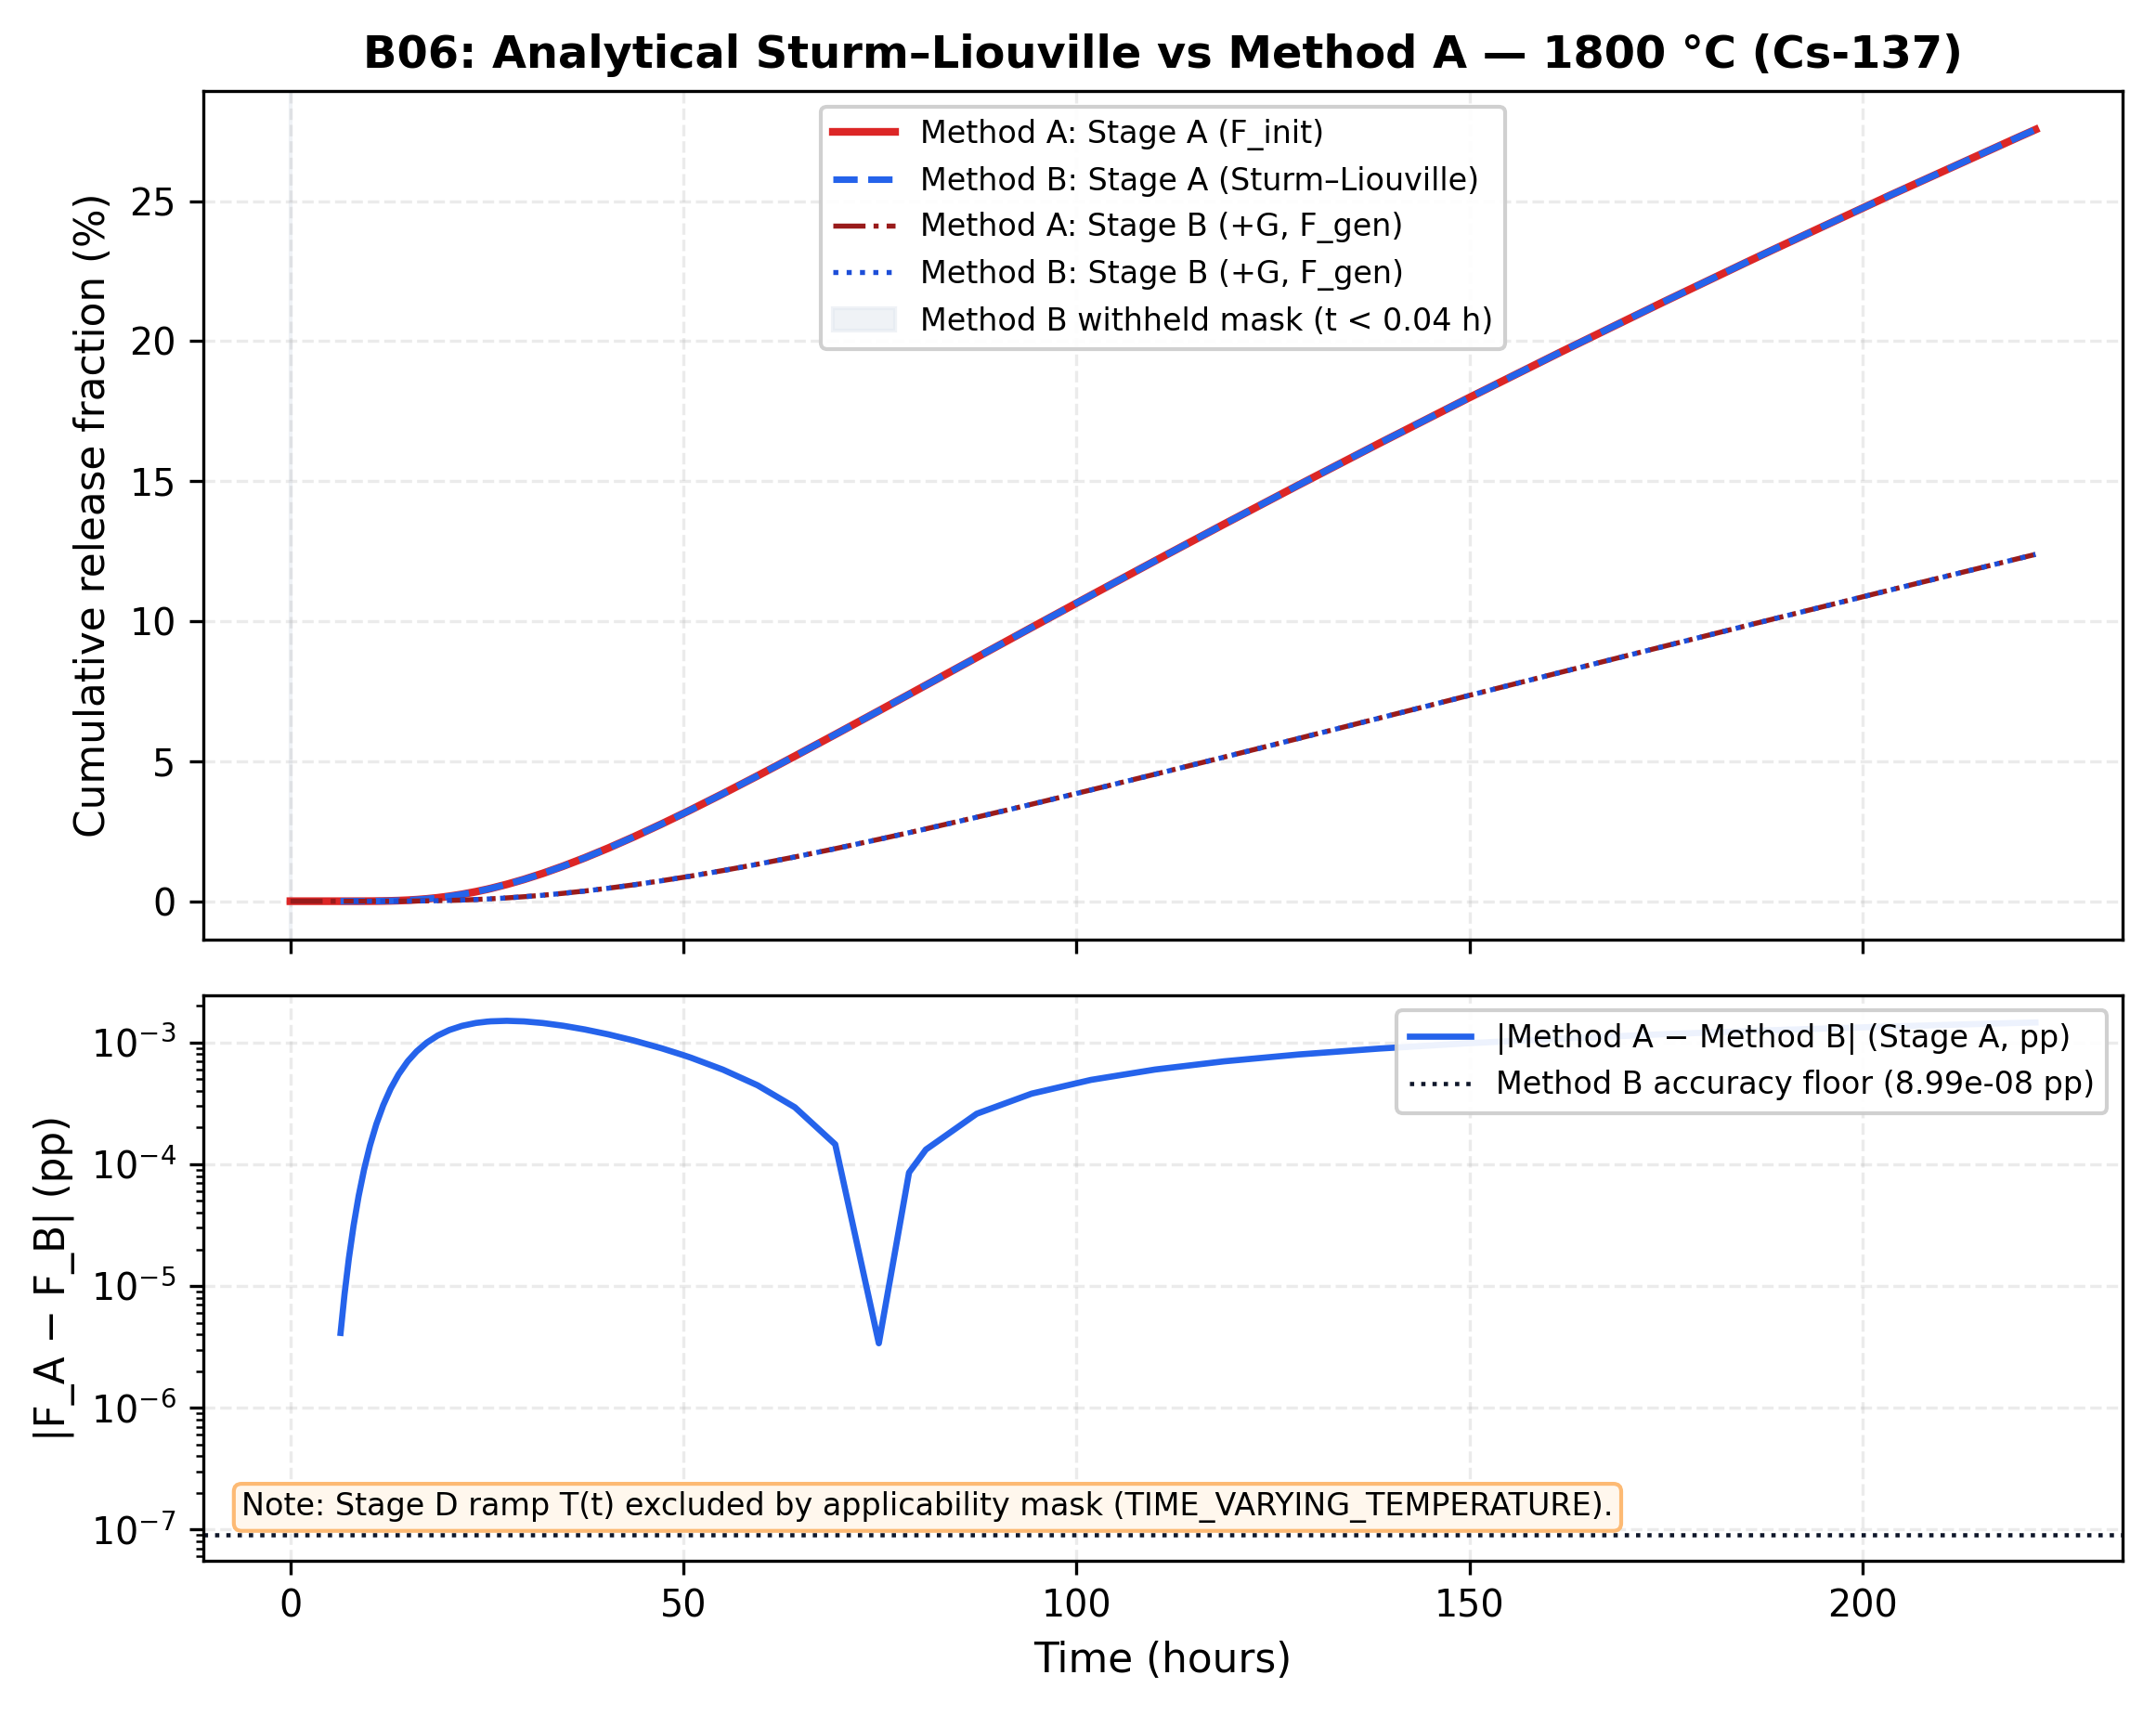 B06: Analytical Sturm–Liouville vs Method A — 1800 °C (Cs-137)
Cumulative release fraction (%)
25
20
15
10
5
0
Method A: Stage A (F_init)
Method B: Stage A (Sturm–Liouville)
Method A: Stage B (+G, F_gen)
Method B: Stage B (+G, F_gen)
Method B withheld mask (t < 0.04 h)
|F_A − F_B| (pp)
10⁻³
10⁻⁴
10⁻⁵
10⁻⁶
10⁻⁷
|Method A − Method B| (Stage A, pp)
Method B accuracy floor (8.99e-08 pp)
Note: Stage D ramp T(t) excluded by applicability mask (TIME_VARYING_TEMPERATURE).
0 50 100 150 200
Time (hours)